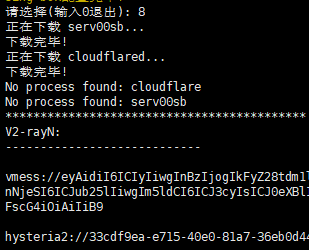 请选择(输入0退出): 8
正在下载 serv00sb...
下载完毕!
正在下载 cloudflared...
下载完毕!
No process found: cloudflare
No process found: serv00sb
*******************************************
V2-rayN:
----------------------------
vmess://eyAidiI6ICIyIiwgInBzIjogIkFyZ28tdm1l
nNjeSI6ICJub25lIiwgIm5ldCI6ICJ3cyIsICJ0eXBlI
FscG4iOiAiIiB9
hysteria2://33cdf9ea-e715-40e0-81a7-36eb0d44